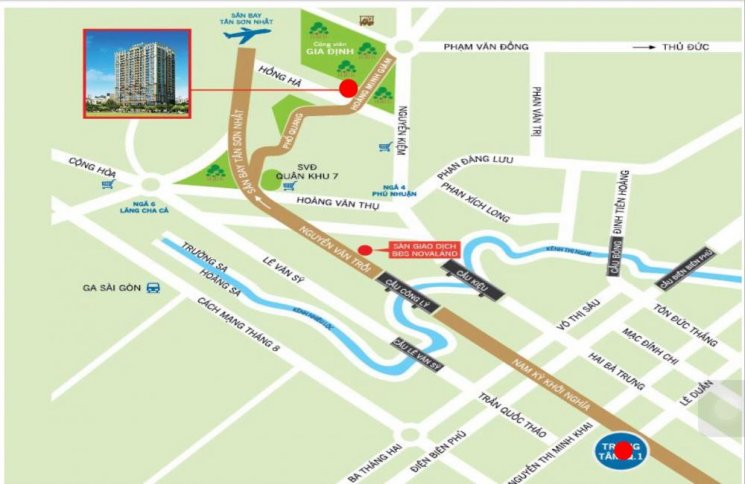 SÂN BAY
TÂN SƠN NHẤT
MAP
Công viên
GIA ĐỊNH
PHẠM VĂN ĐỒNG
THỦ ĐỨC
HỒNG HÀ
HOÀNG MINH GIÁM
PHỔ QUANG
SÂN BAY TÂN SƠN NHẤT
NGUYỄN KIỆM
PHAN VĂN TRỊ
CỘNG HÒA
SVĐ
QUÂN KHU 7
PHAN ĐĂNG LƯU
NGÃ 6
LĂNG CHA CẢ
HOÀNG VĂN THỤ
NGÃ 4
PHÚ NHUẬN
PHAN XÍCH LONG
ĐINH TIÊN HOÀNG
NGUYỄN VĂN TRỖI
SÀN GIAO DỊCH
BĐS NOVALAND
KÊNH THỊ NGHÈ
CẦU BÔNG
CẦU ĐIỆN BIÊN PHỦ
TRƯỜNG SA
HOÀNG SA
LÊ VĂN SỸ
CẦU CÔNG LÝ
CẦU KIỆU
GA SÀI GÒN
CÁCH MẠNG THÁNG 8
KÊNH NHIÊU LỘC
CẦU LÊ VĂN SỸ
VÕ THỊ SÁU
TÔN ĐỨC THẮNG
MẠC ĐĨNH CHI
HAI BÀ TRƯNG
LÊ DUẨN
NAM KỲ KHỞI NGHĨA
TRẦN QUỐC THẢO
NGUYỄN THỊ MINH KHAI
ĐIỆN BIÊN PHỦ
BA THÁNG HAI